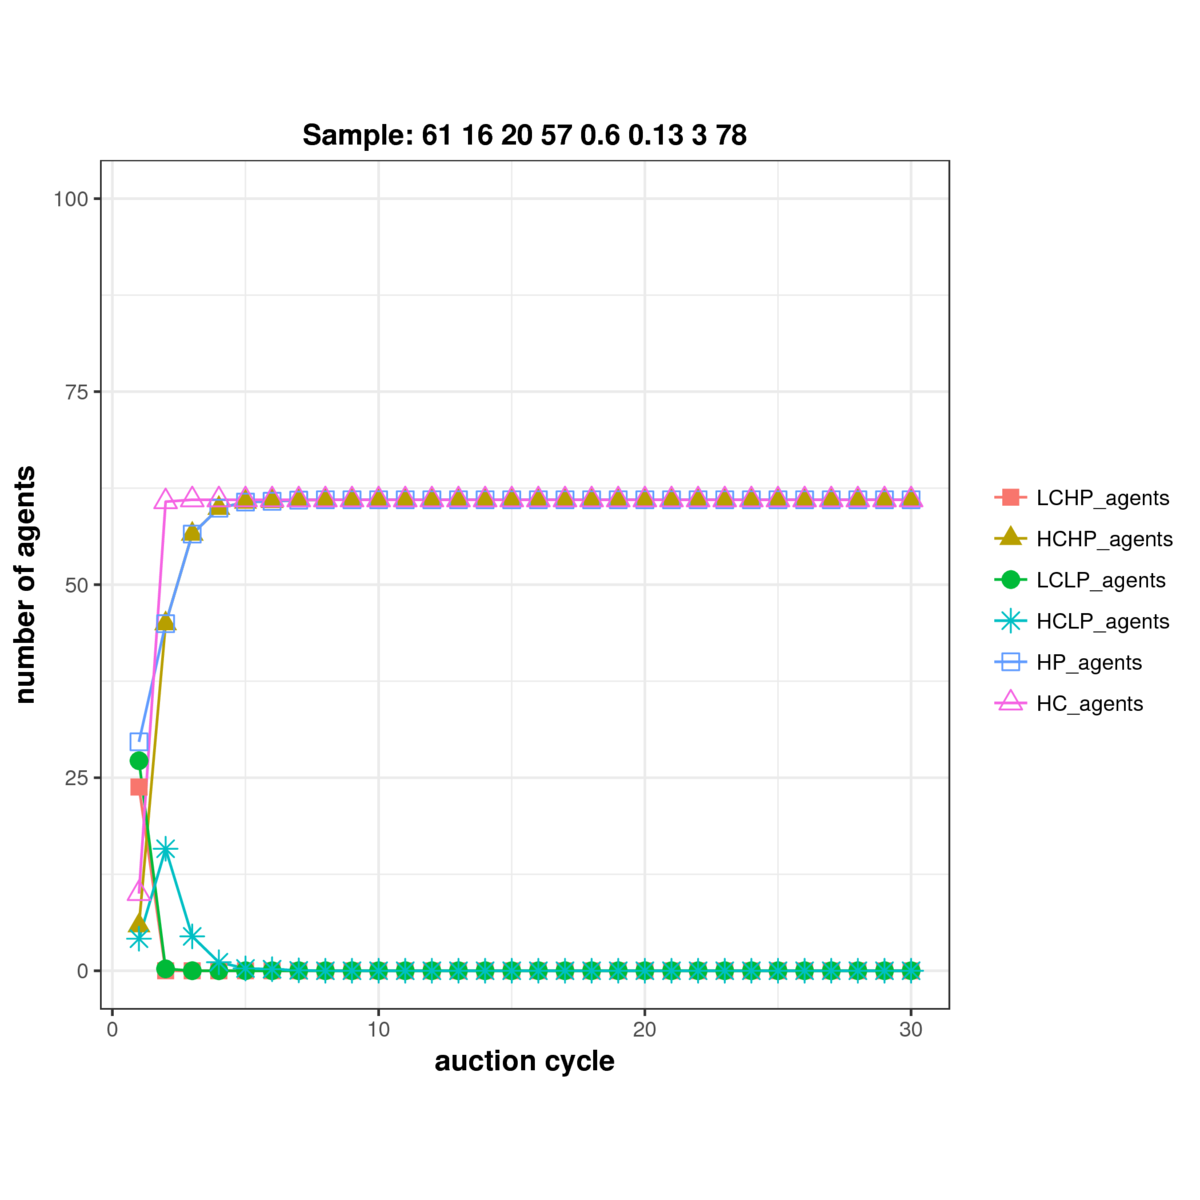 Sample: 61 16 20 57 0.6 0.13 3 78
100
75
50
25
0
number of agents
0 10 20 30
auction cycle
LCHP_agents
HCHP_agents
LCLP_agents
HCLP_agents
HP_agents
HC_agents